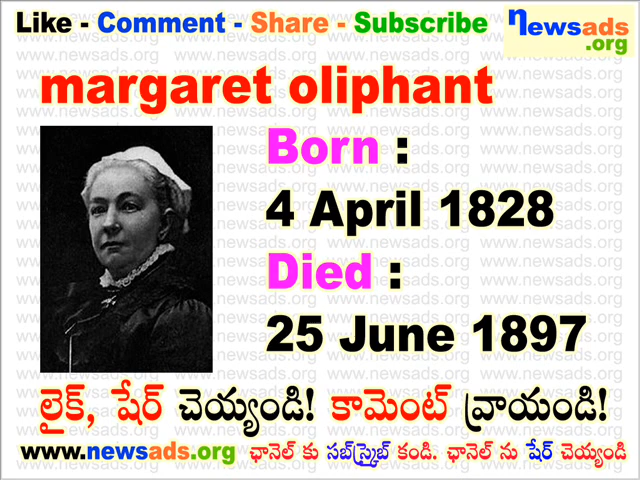 Like - Comment - Share - Subscribe
newsads
.org
margaret oliphant
Born :
4 April 1828
Died :
25 June 1897
లైక్, షేర్ చెయ్యండి! కామెంట్ వ్రాయండి!
www.newsads.org ఛానెల్ కు సబ్‌స్క్రైబ్ కండి. ఛానెల్ ను షేర్ చెయ్యండి